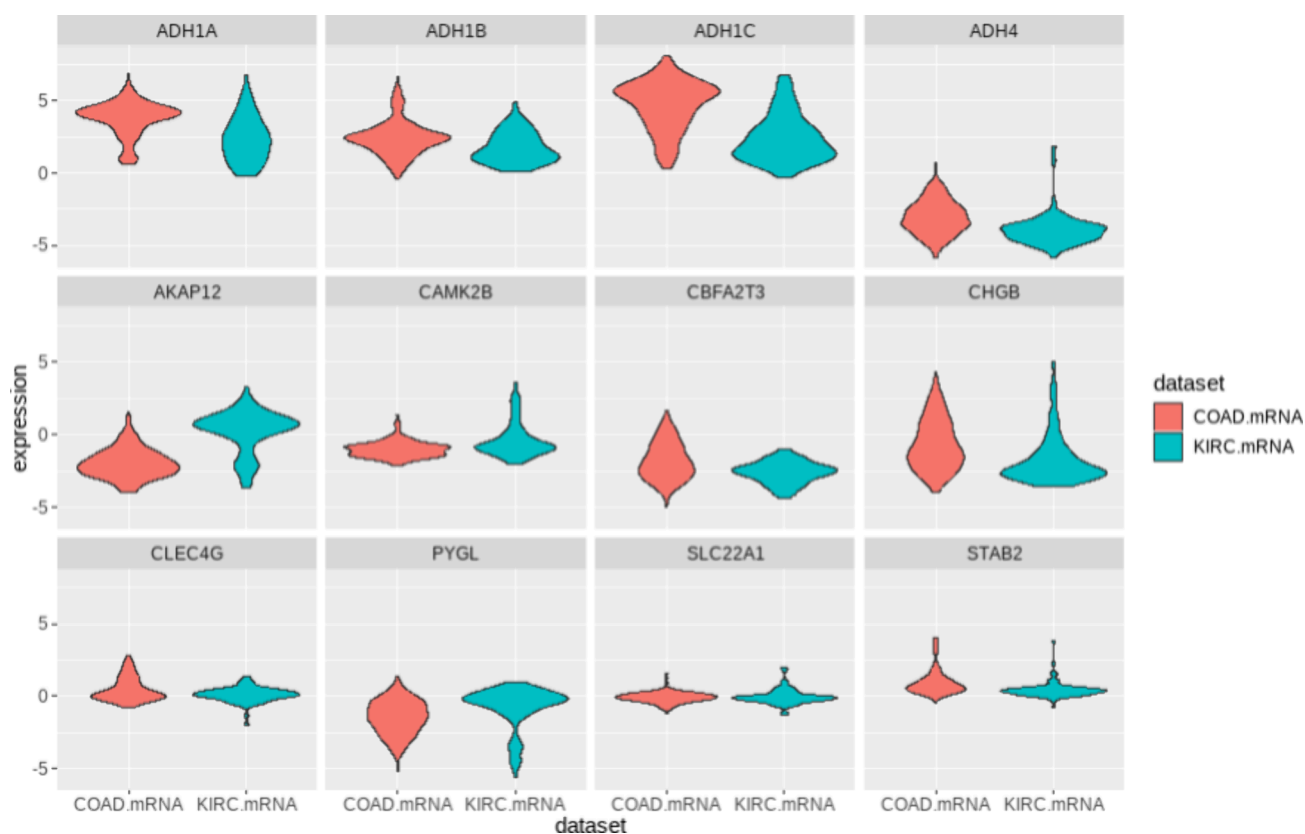 ADH1A ADH1B ADH1C ADH4
5
0
-5
AKAP12 CAMK2B CBFA2T3 CHGB
5
0
-5
expression
CLEC4G PYGL SLC22A1 STAB2
5
0
-5
COAD.mRNA KIRC.mRNA COAD.mRNA KIRC.mRNA COAD.mRNA KIRC.mRNA COAD.mRNA KIRC.mRNA
dataset
dataset
COAD.mRNA
KIRC.mRNA